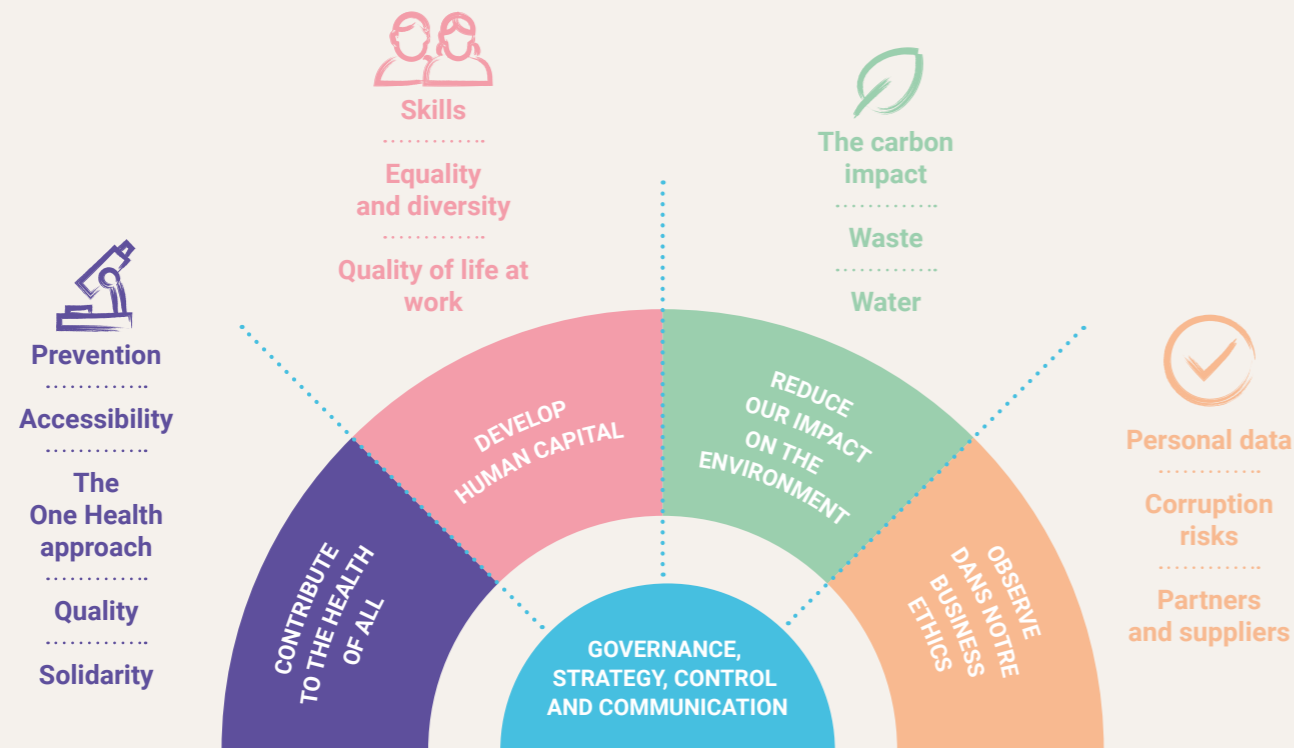 Skills
Equality
and diversity
Quality of life at
work
The carbon
impact
Waste
Water
Prevention
Accessibility
The
One Health
approach
Quality
Solidarity
Personal data
Corruption
risks
Partners
and suppliers
CONTRIBUTE
TO THE HEALTH
OF ALL
DEVELOP
HUMAN CAPITAL
REDUCE
OUR IMPACT
ON THE
ENVIRONMENT
OBSERVE
DANS NOTRE
BUSINESS
ETHICS
GOVERNANCE,
STRATEGY, CONTROL
AND COMMUNICATION